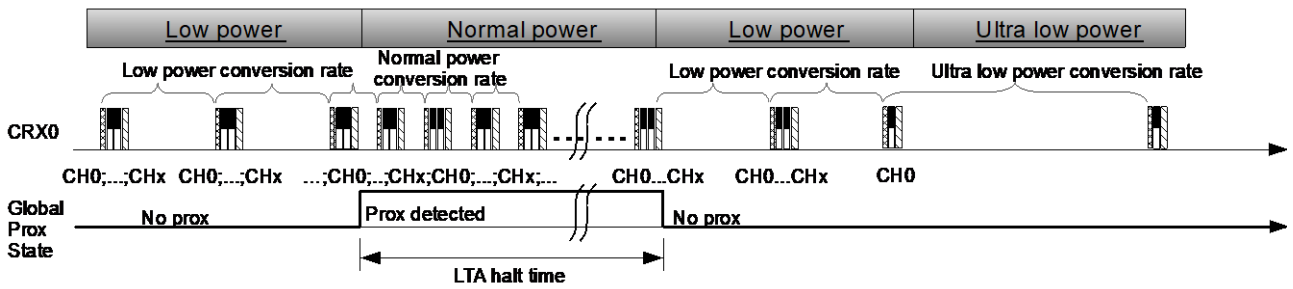 Low power
Normal power
Low power
Ultra low power
Low power conversion rate
Normal power
conversion rate
Low power conversion rate
Ultra low power conversion rate
CRX0
CH0;...;CHx
CH0;...;CHx
...;CH0;..,;CHx;CH0;...;CHx;...
CH0...CHx
CH0...CHx
CH0
Global
Prox
State
No prox
Prox detected
No prox
LTA halt time